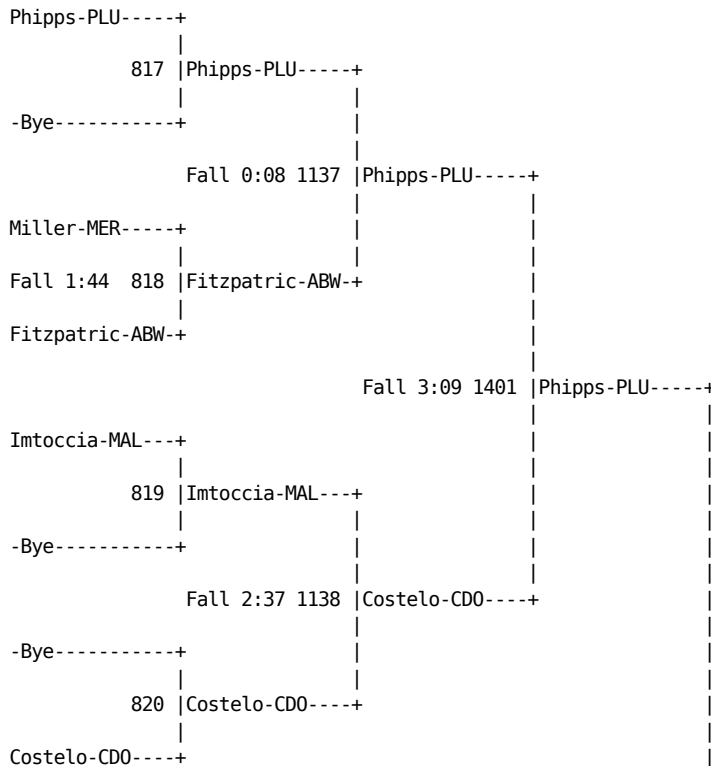 Phipps-PLU-----+
|
817 |Phipps-PLU-----+
| |
-Bye-----------+ |
|
Fall 0:08 1137 |Phipps-PLU-----+
| |
Miller-MER-----+ | |
| | |
Fall 1:44 818 |Fitzpatric-ABW-+ |
| |
Fitzpatric-ABW-+ |
|
Fall 3:09 1401 |Phipps-PLU-----+
| |
Imtoccia-MAL---+ | |
| | |
819 |Imtoccia-MAL---+ | |
| | | |
-Bye-----------+ | | |
| | |
Fall 2:37 1138 |Costelo-CDO----+ |
| |
-Bye-----------+ | |
| | |
820 |Costelo-CDO----+ |
| |
Costelo-CDO----+ |